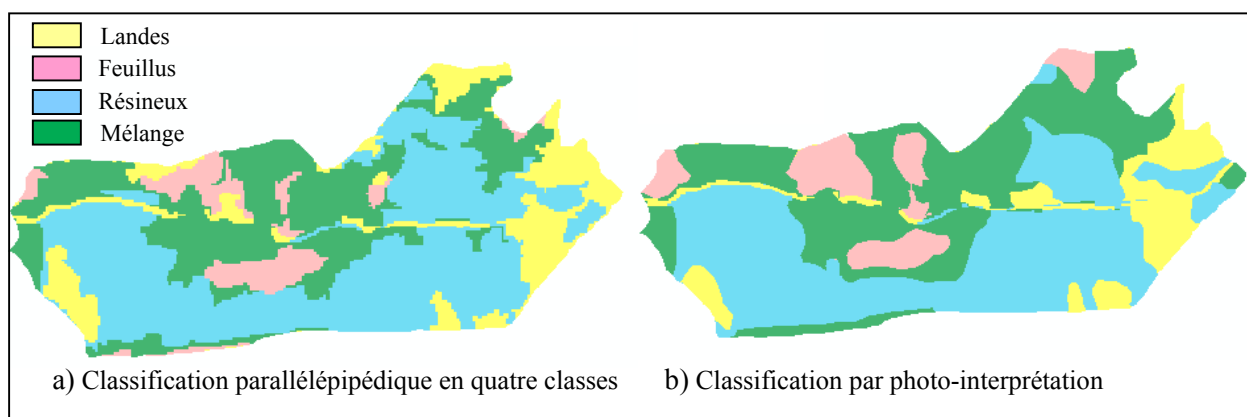 Landes
Feuillus
Résineux
Mélange
a) Classification parallélépipédique en quatre classes
b) Classification par photo-interprétation